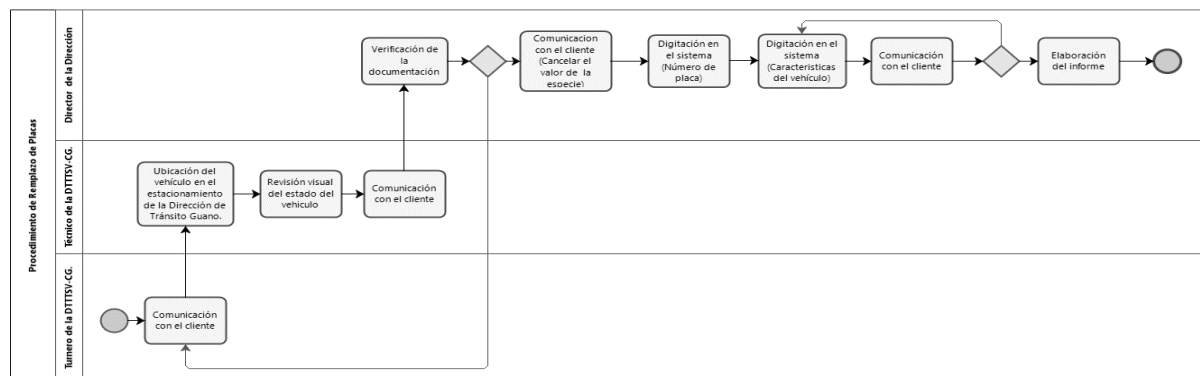 Procedimiento de Remplazo de Placas
Director de la Dirección
Verificación de
la
documentación
Comunicacion
con el cliente
(Cancelar el
valor de la
especie)
Digitación en
el sistema
(Número de
placa)
Digitación en el
sistema
(Caracteristicas
del vehículo)
Comunicación
con el cliente
Elaboración
del informe
Técnico de la DTTTSV-CG.
Ubicación del
vehículo en el
estacionamiento
de la Dirección de
Tránsito Guano.
Revisión visual
del estado del
vehiculo
Comunicación
con el cliente
Turnero de la DTTTSV-CG.
Comunicación
con el cliente